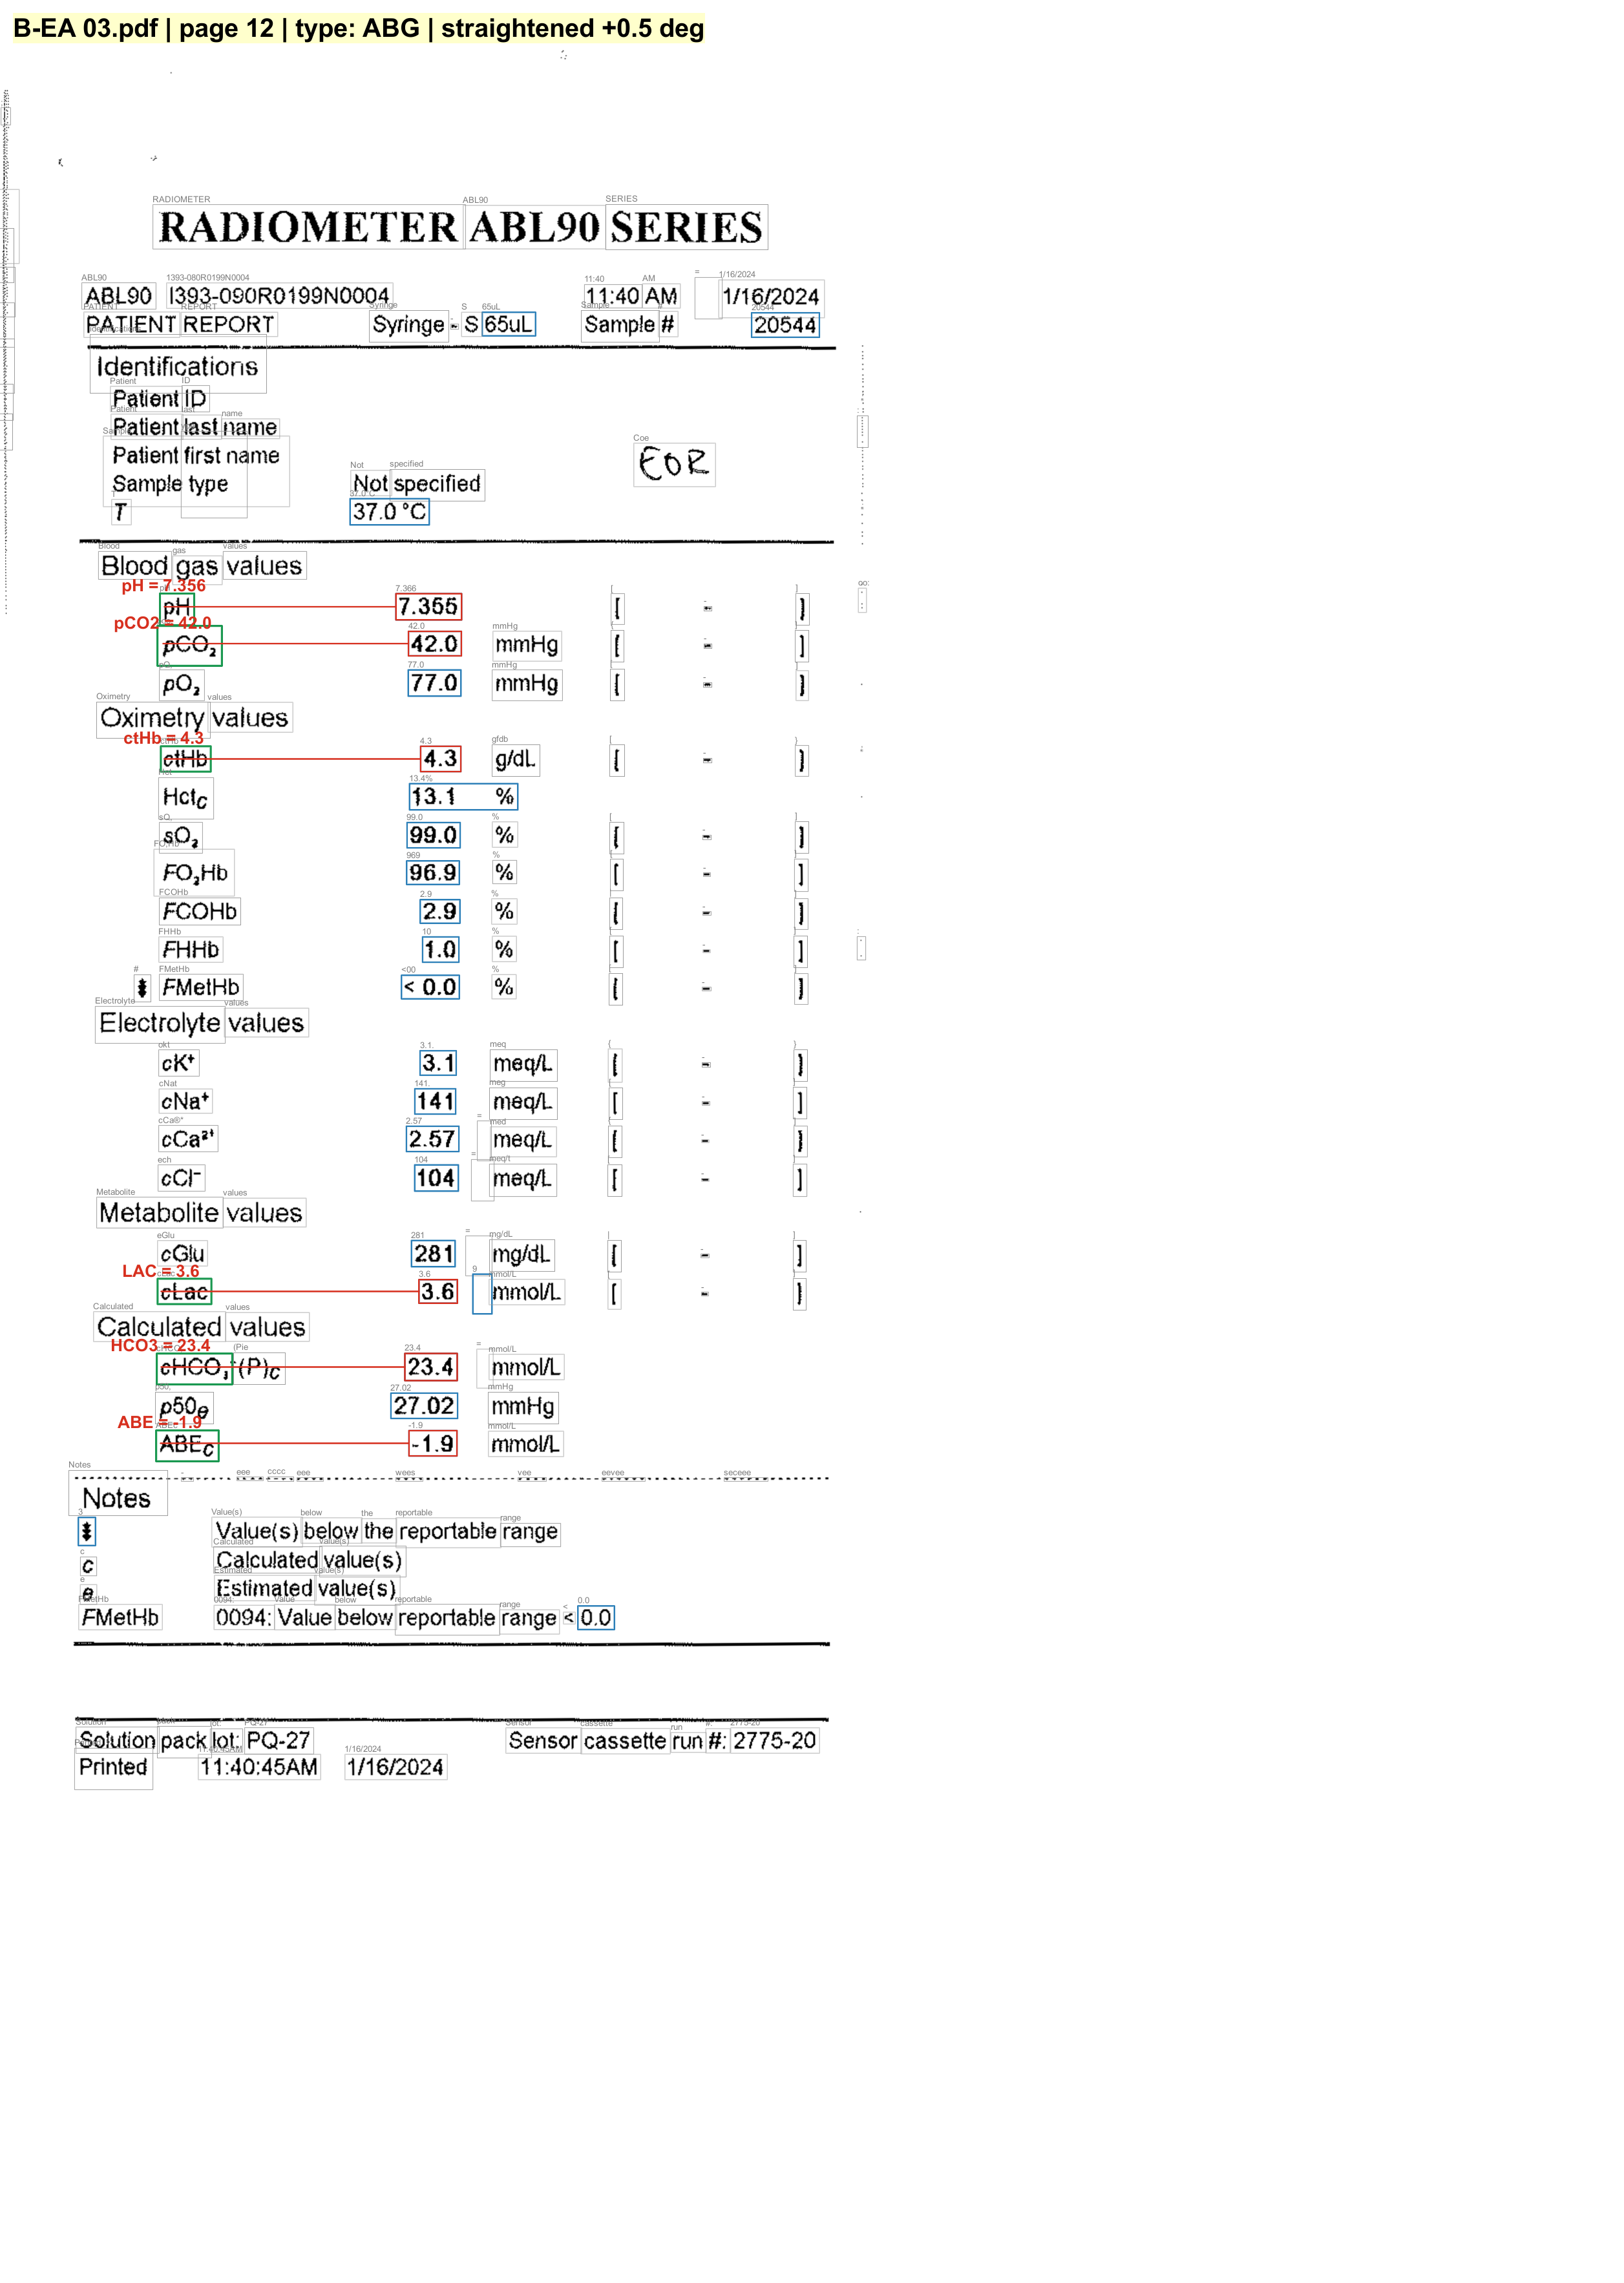 B-EA 03.pdf | page 12 | type: ABG | straightened +0.5 deg
RADIOMETER ABL90 SERIES
ABL90 I393-090R0199N0004 11:40 AM 1/16/2024
PATIENT REPORT Syringe - S 65uL Sample # 20544
Identifications
Patient ID
Patient last name
Patient first name
Sample type Not specified
T 37.0 °C
EOR
Blood gas values
pH = 7.356
pH 7.355 [ - ]
pCO2 = 42.0
pCO₂ 42.0 mmHg [ - ]
pO₂ 77.0 mmHg [ - ]
Oximetry values
ctHb = 4.3
ctHb 4.3 g/dL [ - ]
Hctc 13.1 %
sO₂ 99.0 % [ - ]
FO₂Hb 96.9 % [ - ]
FCOHb 2.9 % [ - ]
FHHb 1.0 % [ - ]
FMetHb < 0.0 % [ - ]
Electrolyte values
cK⁺ 3.1 meq/L [ - ]
cNa⁺ 141 meq/L [ - ]
cCa²⁺ 2.57 meq/L [ - ]
cCl⁻ 104 meq/L [ - ]
Metabolite values
cGlu 281 mg/dL [ - ]
LAC = 3.6
cLac 3.6 mmol/L [ - ]
Calculated values
HCO3 = 23.4
cHCO₃⁻(P)c 23.4 mmol/L
p50e 27.02 mmHg
ABE = -1.9
ABEc -1.9 mmol/L
Notes
Value(s) below the reportable range
c Calculated value(s)
e Estimated value(s)
FMetHb 0094: Value below reportable range < 0.0
Solution pack lot: PQ-27 Sensor cassette run #: 2775-20
Printed 11:40:45AM 1/16/2024